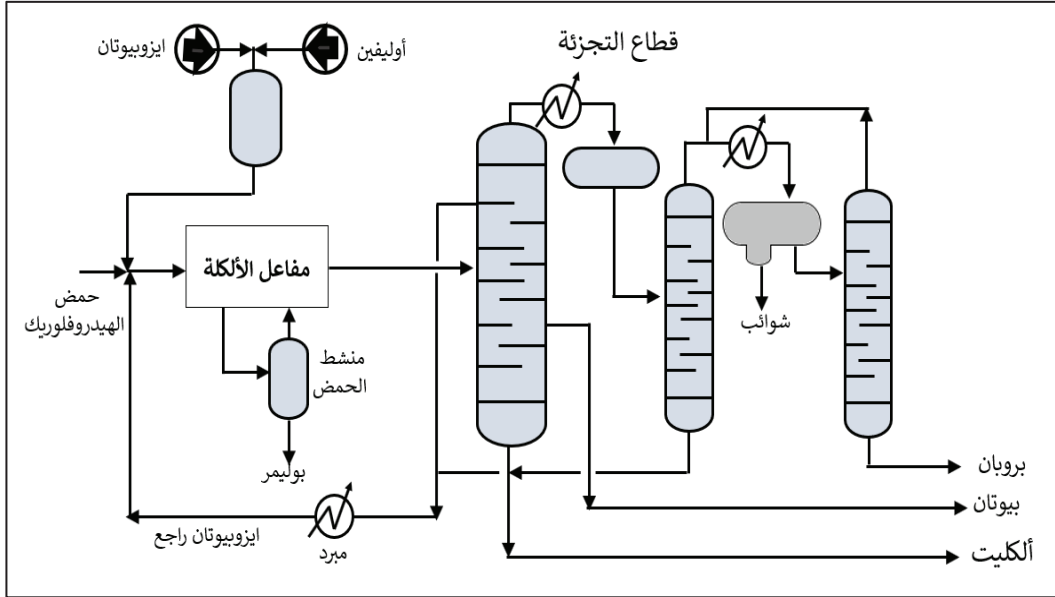 قطاع التجزئة
أوليفين
ايزوبيوتان
مفاعل الألكلة
حمض
الهيدروفلوريك
منشط
الحمض
بوليمر
شوائب
بروبان
بيوتان
ألكليت
ايزوبيوتان راجع
مبرد